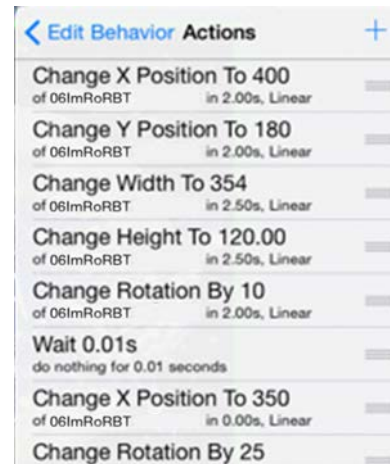 Edit Behavior Actions +
Change X Position To 400
of 06ImRoRBT in 2.00s, Linear
Change Y Position To 180
of 06ImRoRBT in 2.00s, Linear
Change Width To 354
of 06ImRoRBT in 2.50s, Linear
Change Height To 120.00
of 06ImRoRBT in 2.50s, Linear
Change Rotation By 10
of 06ImRoRBT in 2.00s, Linear
Wait 0.01s
do nothing for 0.01 seconds
Change X Position To 350
of 06ImRoRBT in 0.00s, Linear
Change Rotation By 25